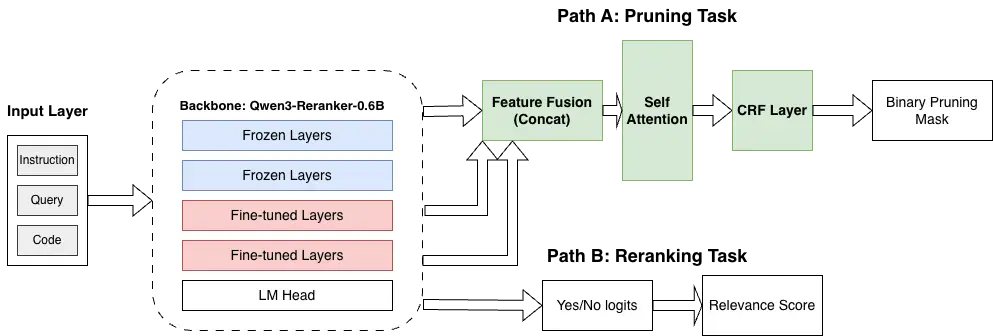 Path A: Pruning Task
Input Layer
Instruction
Query
Code
Backbone: Qwen3-Reranker-0.6B
Frozen Layers
Frozen Layers
Fine-tuned Layers
Fine-tuned Layers
LM Head
Feature Fusion
(Concat)
Self
Attention
CRF Layer
Binary Pruning
Mask
Path B: Reranking Task
Yes/No logits
Relevance Score